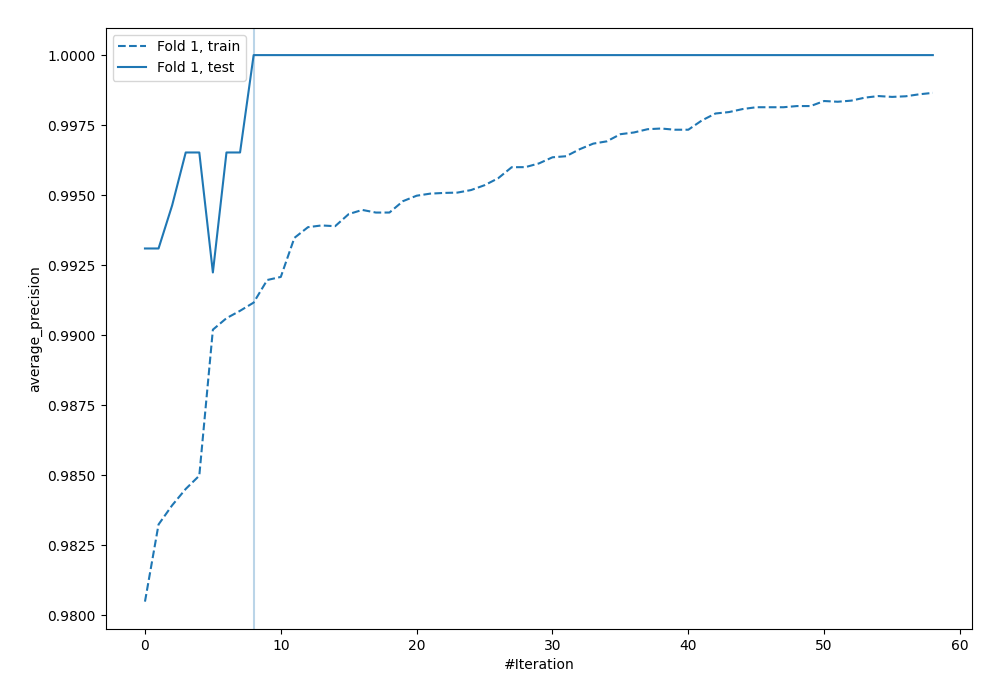 Fold 1, train
Fold 1, test
1.0000
0.9975
0.9950
0.9925
0.9900
0.9875
0.9850
0.9825
0.9800
average_precision
0 10 20 30 40 50 60
#Iteration